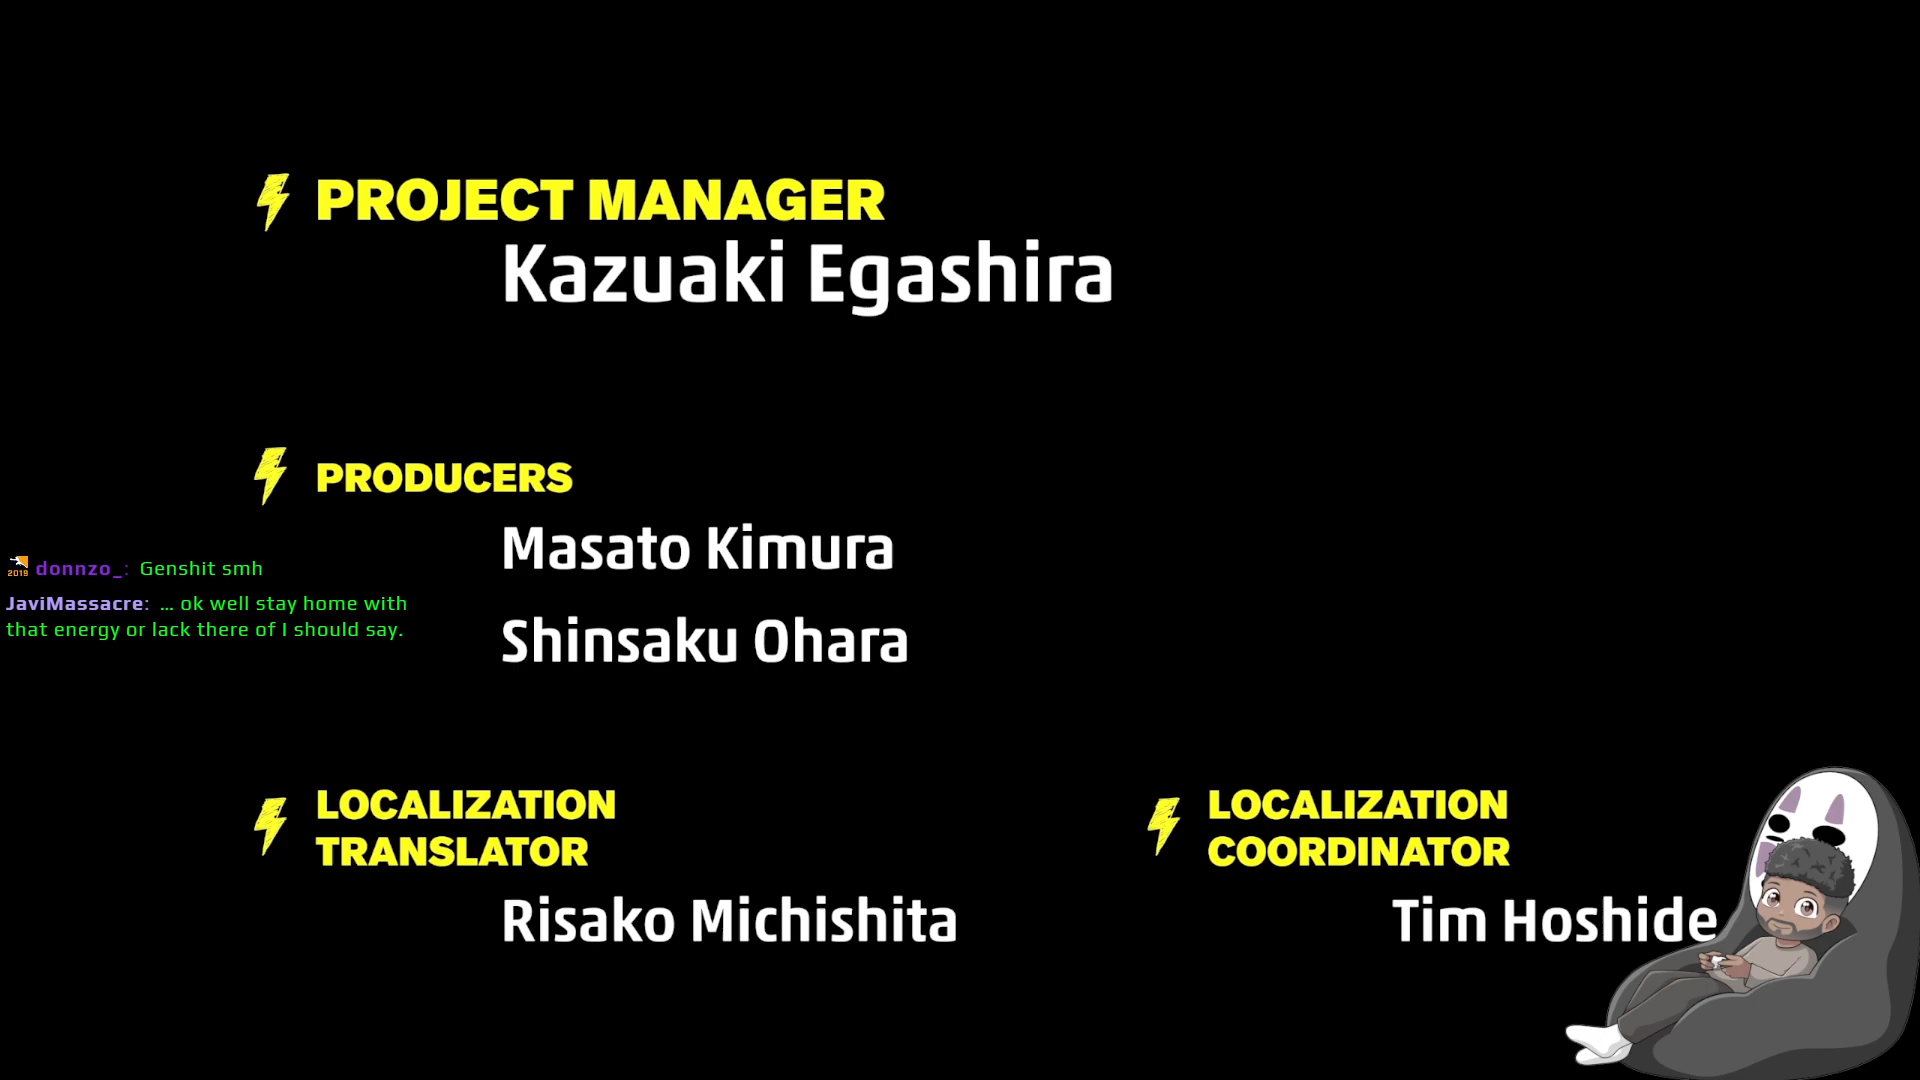 PROJECT MANAGER
Kazuaki Egashira
PRODUCERS
Masato Kimura
Shinsaku Ohara
2019 donnzo_: Genshit smh
JaviMassacre: ... ok well stay home with
that energy or lack there of I should say.
LOCALIZATION
TRANSLATOR
Risako Michishita
LOCALIZATION
COORDINATOR
Tim Hoshide